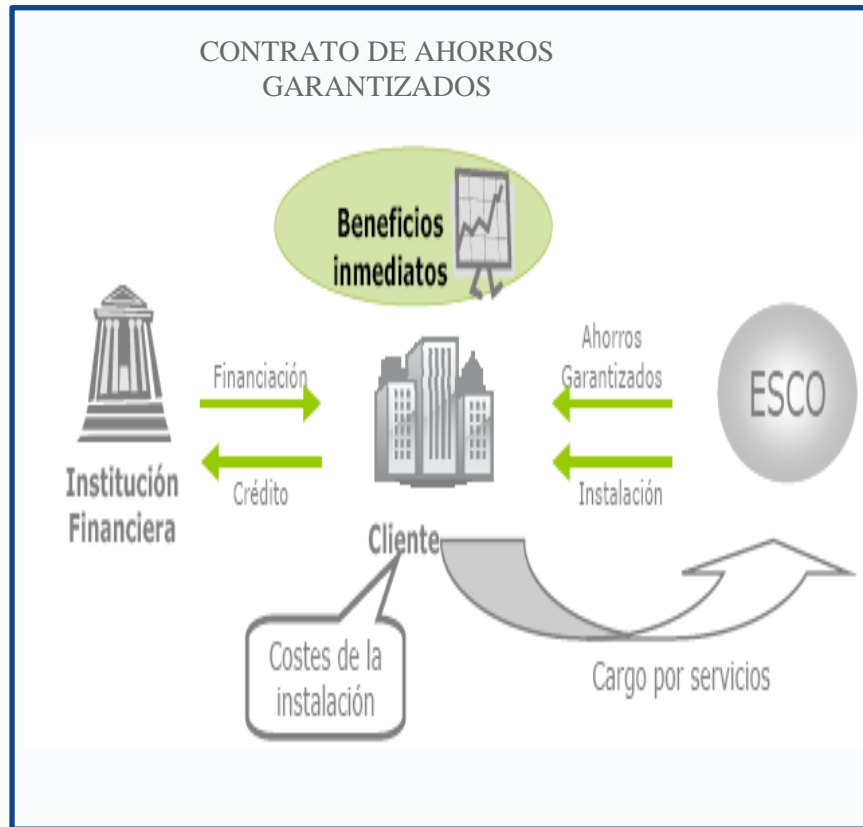 CONTRATO DE AHORROS
GARANTIZADOS
Beneficios
inmediatos
Financiación
Crédito
Institución
Financiera
Cliente
Ahorros
Garantizados
Instalación
ESCO
Costes de la
instalación
Cargo por servicios